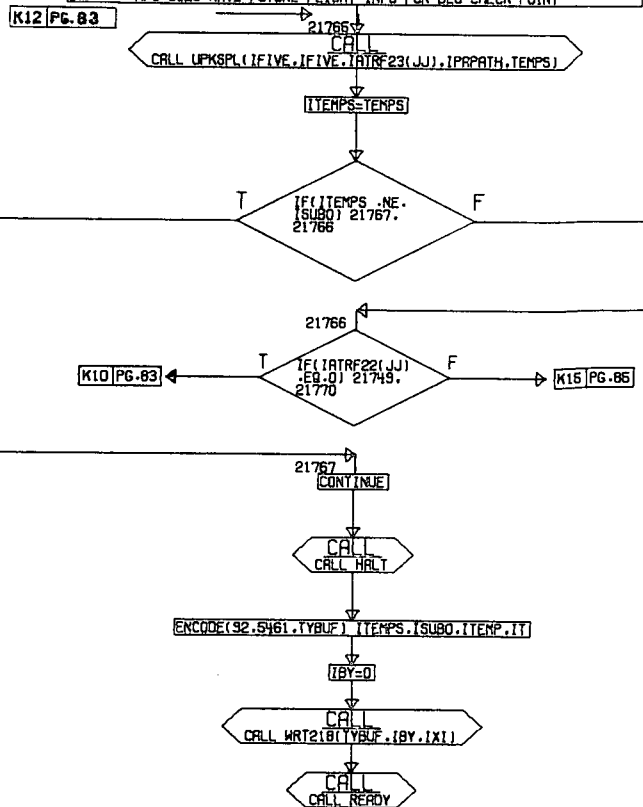 K12 PG.83
21765
CALL
CALL UPKSPL(IFIVE.IFIVE.IATRF23(JJ).IPRPATH.TEMPS)
ITEMPS=TEMPS
T
IF(ITEMPS .NE.
ISUBO) 21767.
21766
F
21766
K10 PG.83
T
IF(IATRF22(JJ)
.EQ.0) 21749.
21770
F
K15 PG.85
21767
CONTINUE
CALL
CALL HALT
ENCODE(92.5461.TYBUF) ITEMPS.ISUBO.ITEMP.IT
IBY=0
CALL
CALL WRT21B(TYBUF.IBY.IXI)
CALL
CALL READY